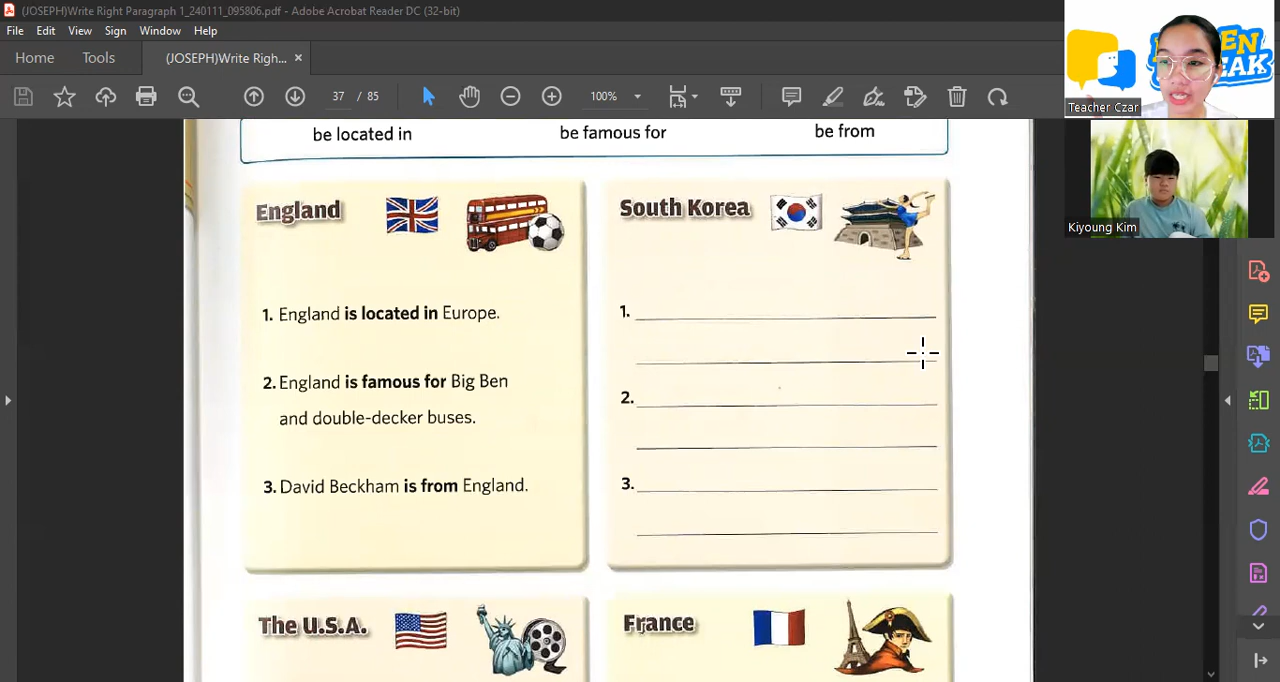 (JOSEPH)Write Right Paragraph 1_240111_095806.pdf - Adobe Acrobat Reader DC (32-bit)
File Edit View Sign Window Help
Home Tools (JOSEPH)Write Righ... ×
37 / 85 100%
Teacher Czar
Kiyoung Kim
be located in be famous for be from
England
1. England is located in Europe.
2. England is famous for Big Ben
and double-decker buses.
3. David Beckham is from England.
South Korea
1.
2.
3.
The U.S.A.
France